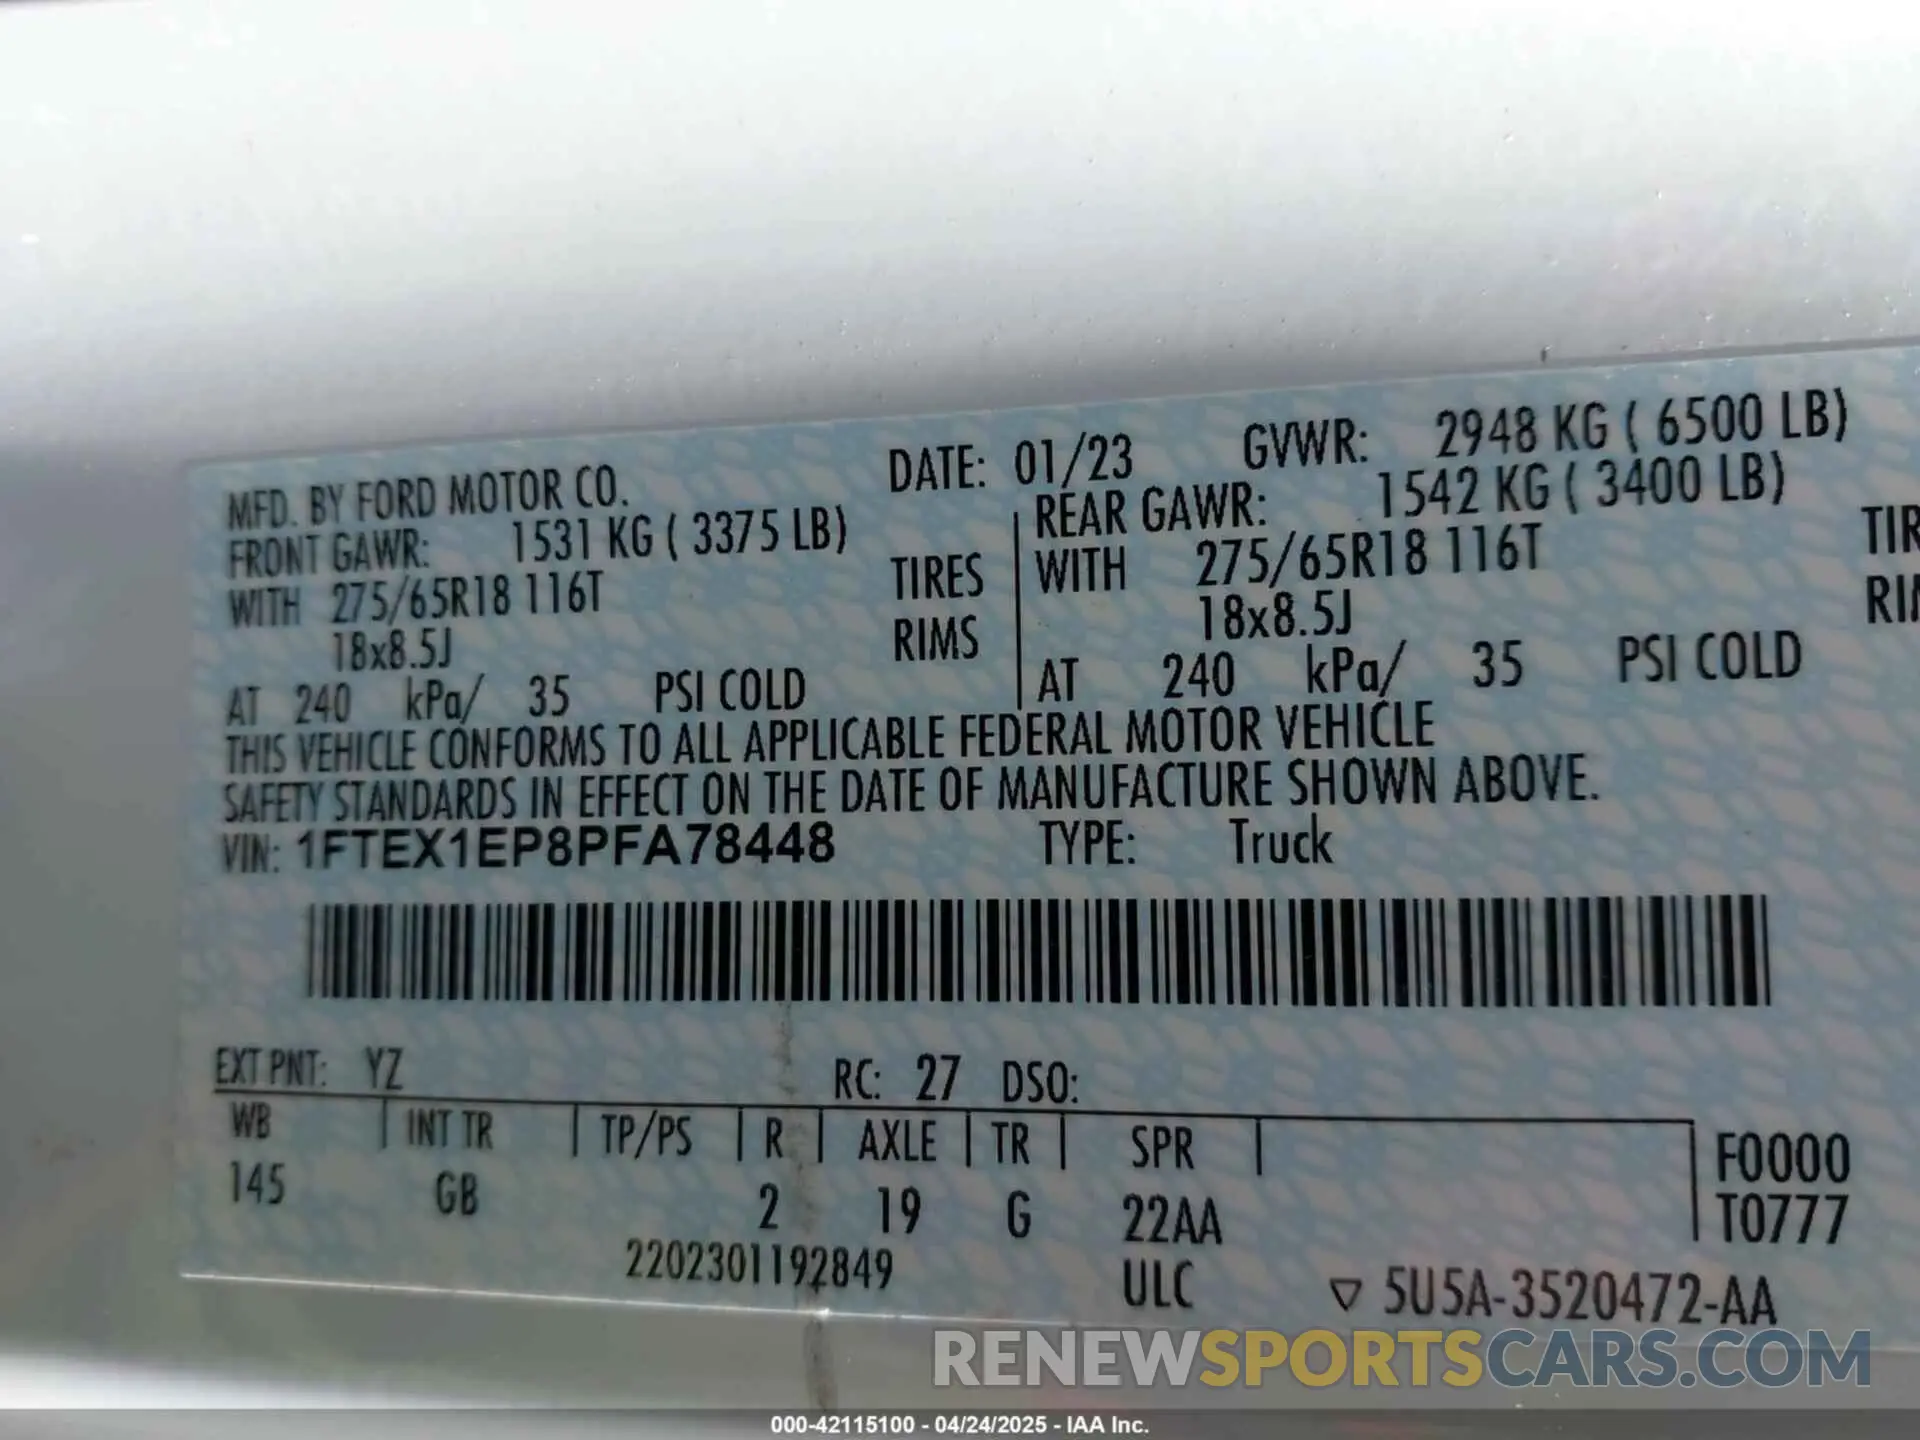 MFD. BY FORD MOTOR CO. DATE: 01/23 GVWR: 2948 KG ( 6500 LB)
FRONT GAWR: 1531 KG ( 3375 LB) REAR GAWR: 1542 KG ( 3400 LB)
WITH 275/65R18 116T TIRES WITH 275/65R18 116T TIR
18x8.5J RIMS 18x8.5J RI
AT 240 kPa/ 35 PSI COLD AT 240 kPa/ 35 PSI COLD
THIS VEHICLE CONFORMS TO ALL APPLICABLE FEDERAL MOTOR VEHICLE
SAFETY STANDARDS IN EFFECT ON THE DATE OF MANUFACTURE SHOWN ABOVE.
VIN: 1FTEX1EP8PFA78448 TYPE: Truck
EXT PNT: YZ RC: 27 DSO:
WB INT TR TP/PS R AXLE TR SPR F0000
145 GB 2 19 G 22AA T0777
2202301192849 ULC ▽ 5U5A-3520472-AA
RENEWSPORTSCARS.COM
000-42115100 - 04/24/2025 - IAA Inc.